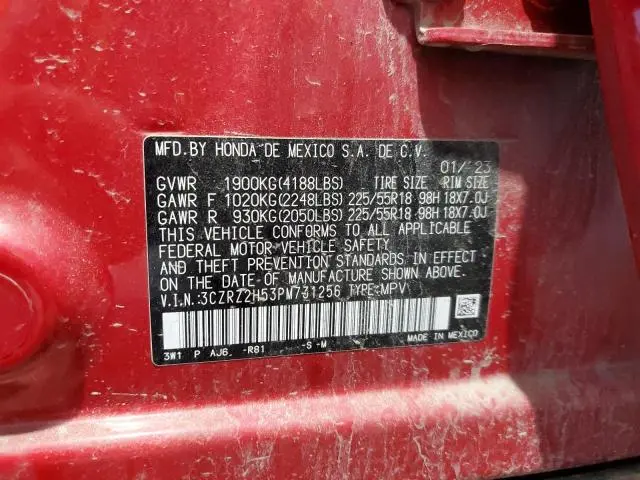 MFD.BY HONDA DE MEXICO S.A. DE C.V.
01/ 23
GVWR 1900KG(4188LBS) TIRE SIZE RIM SIZE
GAWR F 1020KG(2248LBS) 225/55R18 98H 18X7.0J
GAWR R 930KG(2050LBS) 225/55R18 98H 18X7.0J
THIS VEHICLE CONFORMS TO ALL APPLICABLE
FEDERAL MOTOR VEHICLE SAFETY
AND THEFT PREVENTION STANDARDS IN EFFECT
ON THE DATE OF MANUFACTURE SHOWN ABOVE.
V.I.N.:3CZRZ2H53PM731256 TYPE:MPV
3W1 P AJ6 -R81 -S-M MADE IN MEXICO